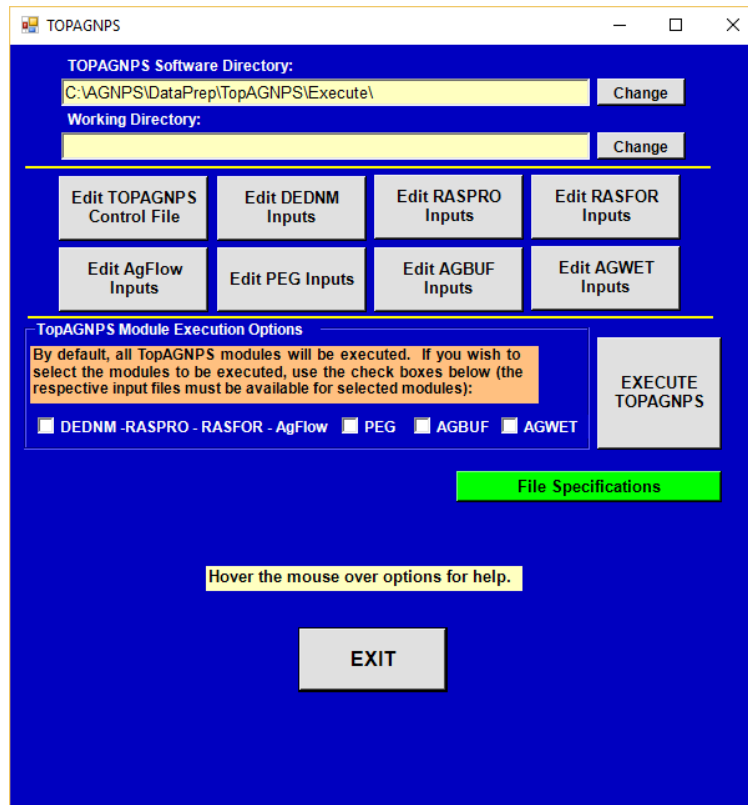 TOPAGNPS
TOPAGNPS Software Directory:
C:\AGNPS\DataPrep\TopAGNPS\Execute\
Change
Working Directory:
Change
Edit TOPAGNPS
Control File
Edit DEDNM
Inputs
Edit RASPRO
Inputs
Edit RASFOR
Inputs
Edit AgFlow
Inputs
Edit PEG Inputs
Edit AGBUF
Inputs
Edit AGWET
Inputs
TopAGNPS Module Execution Options
By default, all TopAGNPS modules will be executed.  If you wish to
select the modules to be executed, use the check boxes below (the
respective input files must be available for selected modules):
DEDNM -RASPRO - RASFOR - AgFlow
PEG
AGBUF
AGWET
EXECUTE
TOPAGNPS
File Specifications
Hover the mouse over options for help.
EXIT